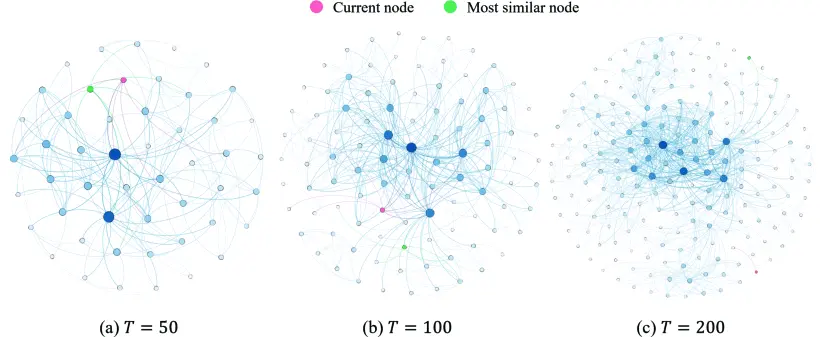 Current node Most similar node
(a) T = 50 (b) T = 100 (c) T = 200